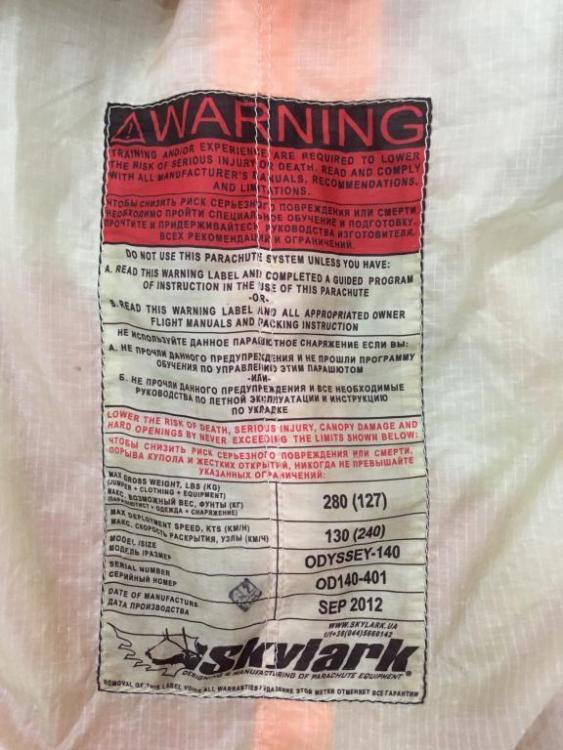 ⚠WARNING
TRAINING AND/OR EXPERIENCE ARE REQUIRED TO LOWER
THE RISK OF SERIOUS INJURY OR DEATH. READ AND COMPLY
WITH ALL MANUFACTURER'S MANUALS, RECOMMENDATIONS,
AND LIMITATIONS.
ЧТОБЫ СНИЗИТЬ РИСК СЕРЬЕЗНОГО ПОВРЕЖДЕНИЯ ИЛИ СМЕРТИ
НЕОБХОДИМО ПРОЙТИ СПЕЦИАЛЬНОЕ ОБУЧЕНИЕ И ПОДГОТОВКУ.
ПРОЧТИТЕ И ПРИДЕРЖИВАЙТЕСЬ РУКОВОДСТВА ИЗГОТОВИТЕЛЯ,
ВСЕХ РЕКОМЕНДАЦИИ И ОГРАНИЧЕНИЙ.
DO NOT USE THIS PARACHUTE SYSTEM UNLESS YOU HAVE:
A. READ THIS WARNING LABEL AND COMPLETED A GUIDED PROGRAM
OF INSTRUCTION IN THE USE OF THIS PARACHUTE
-OR-
B. READ THIS WARNING LABEL AND ALL APPROPRIATED OWNER
FLIGHT MANUALS AND PACKING INSTRUCTION
НЕ ИСПОЛЬЗУЙТЕ ДАННОЕ ПАРАШЮТНОЕ СНАРЯЖЕНИЕ ЕСЛИ ВЫ:
А. НЕ ПРОЧЛИ ДАННОГО ПРЕДУПРЕЖДЕНИЯ И НЕ ПРОШЛИ ПРОГРАММУ
ОБУЧЕНИЯ ПО УПРАВЛЕНИЮ ЭТИМ ПАРАШЮТОМ
-ИЛИ-
Б. НЕ ПРОЧЛИ ДАННОГО ПРЕДУПРЕЖДЕНИЯ И ВСЕ НЕОБХОДИМЫЕ
РУКОВОДСТВА ПО ЛЕТНОЙ ЭКСПЛУАТАЦИИ И ИНСТРУКЦИЮ
ПО УКЛАДКЕ
LOWER THE RISK OF DEATH, SERIOUS INJURY, CANOPY DAMAGE AND
HARD OPENINGS BY NEVER EXCEEDING THE LIMITS SHOWN BELOW:
ЧТОБЫ СНИЗИТЬ РИСК СЕРЬЕЗНОГО ПОВРЕЖДЕНИЯ ИЛИ СМЕРТИ,
ПОРЫВА КУПОЛА И ЖЕСТКИХ ОТКРЫТИЙ, НИКОГДА НЕ ПРЕВЫШАЙТЕ
УКАЗАННЫХ ОГРАНИЧЕНИЙ:
MAX GROSS WEIGHT, LBS (KG)
(JUMPER + CLOTHING + EQUIPMENT)
МАКС. ВОЗМОЖНЫЙ ВЕС, ФУНТЫ (КГ)
(ПАРАШЮТИСТ + ОДЕЖДА + СНАРЯЖЕНИЕ)
280 (127)
MAX DEPLOYMENT SPEED, KTS (KM/H)
МАКС. СКОРОСТЬ РАСКРЫТИЯ, УЗЛЫ (КМ/Ч)
130 (240)
MODEL /SIZE
МОДЕЛЬ /РАЗМЕР
ODYSSEY-140
SERIAL NUMBER
СЕРИЙНЫЙ НОМЕР
OD140-401
DATE OF MANUFACTURE
ДАТА ПРОИЗВОДСТВА
SEP 2012
WWW.SKYLARK.UA
t/f+38(044)5660142
skylark®
DESIGNING & MANUFACTURING OF PARACHUTE EQUIPMENT
REMOVAL OF THIS LABEL VOIDS ALL WARRANTIES / УДАЛЕНИЕ ЭТОЙ МЕТКИ ОТМЕНЯЕТ ВСЕ ГАРАНТИИ